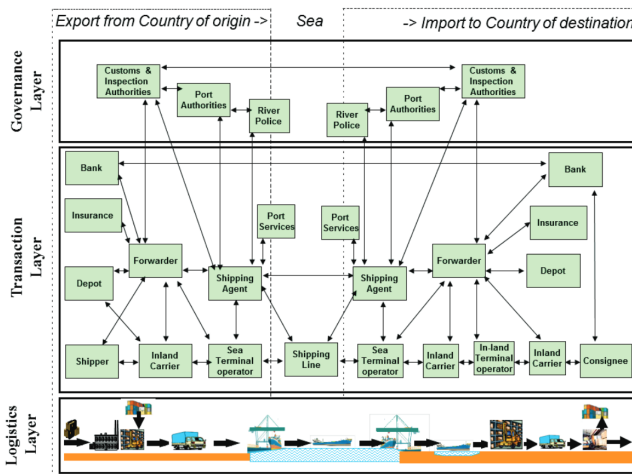 Export from Country of origin ->
Sea
-> Import to Country of destination
Governance
Layer
Customs &
Inspection
Authorities
Port
Authorities
River
Police
River
Police
Port
Authorities
Customs &
Inspection
Authorities
Transaction
Layer
Bank
Insurance
Forwarder
Depot
Shipper
Inland
Carrier
Port
Services
Shipping
Agent
Sea
Terminal
operator
Shipping
Line
Port
Services
Shipping
Agent
Sea
Terminal
operator
Forwarder
Inland
Carrier
In-land
Terminal
operator
Inland
Carrier
Bank
Insurance
Depot
Consignee
Logistics
Layer